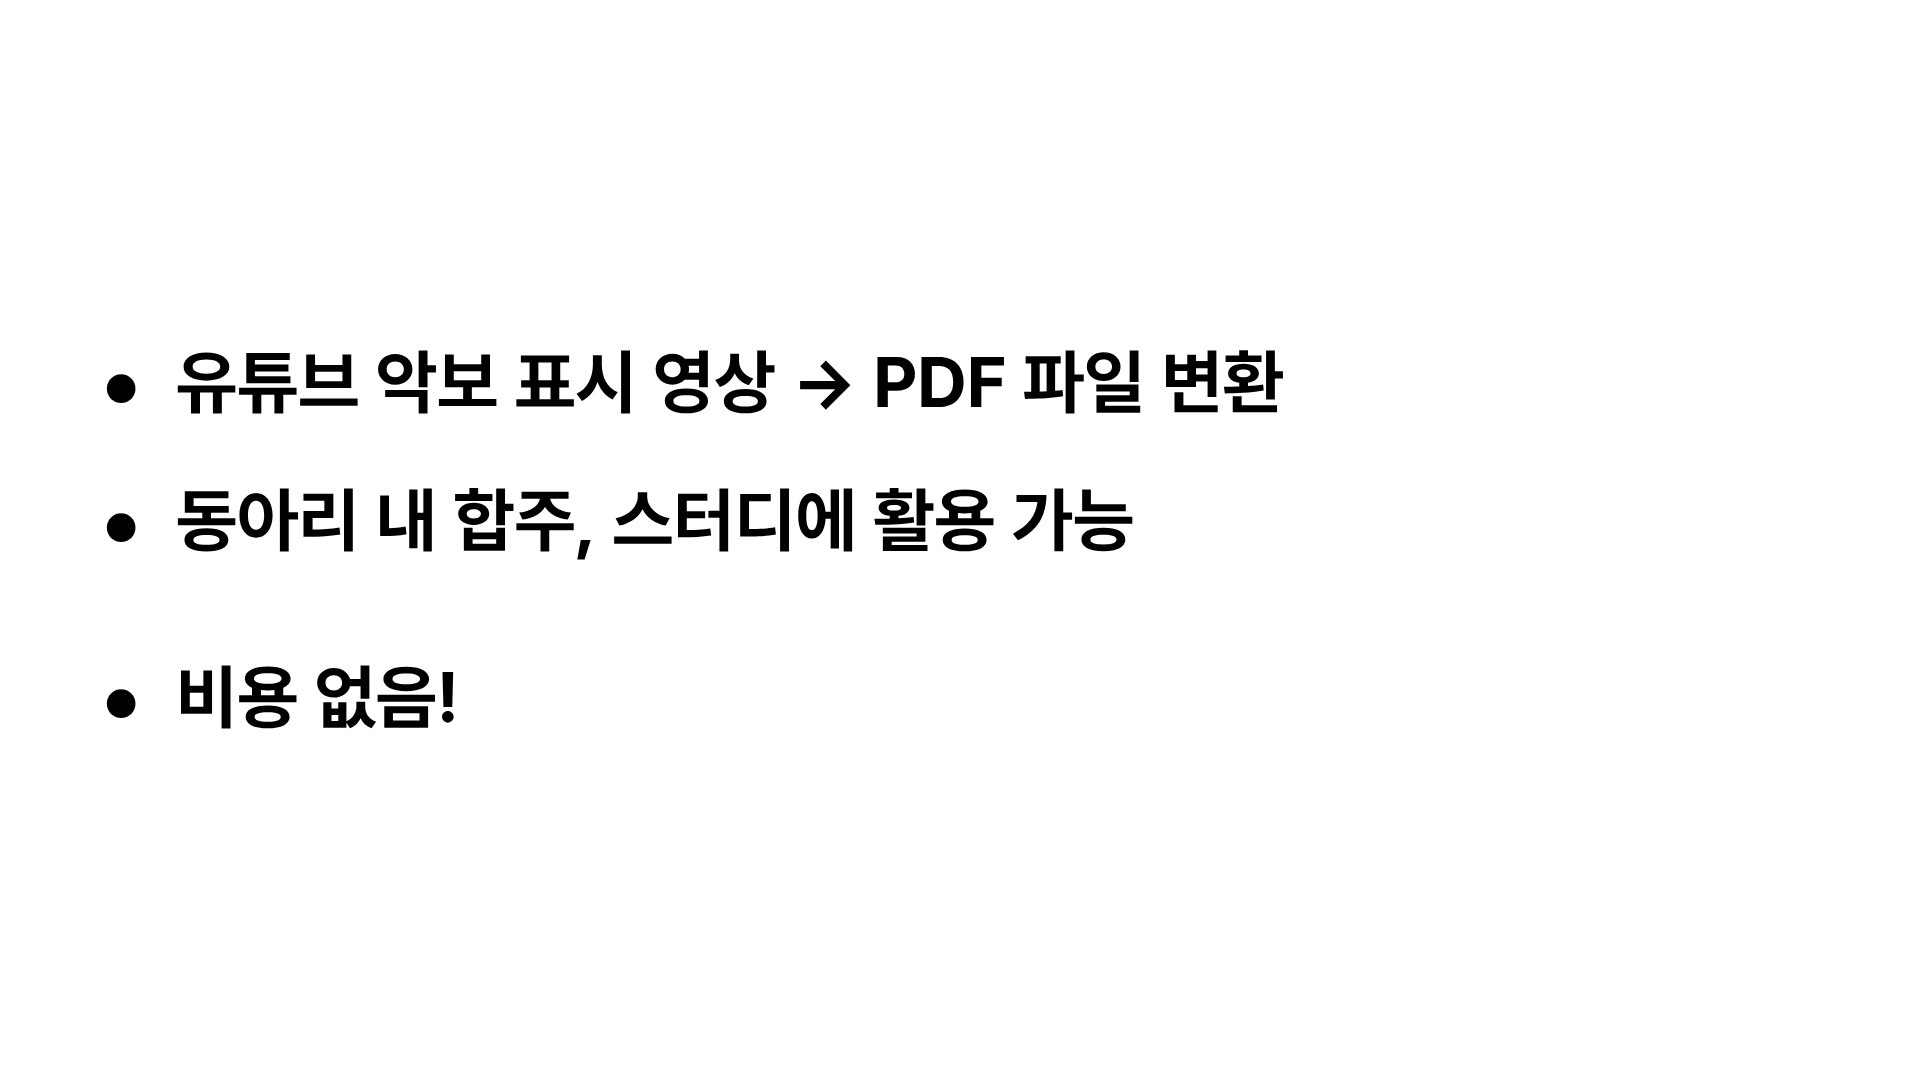 ● 유튜브 악보 표시 영상 → PDF 파일 변환
● 동아리 내 합주, 스터디에 활용 가능
● 비용 없음!